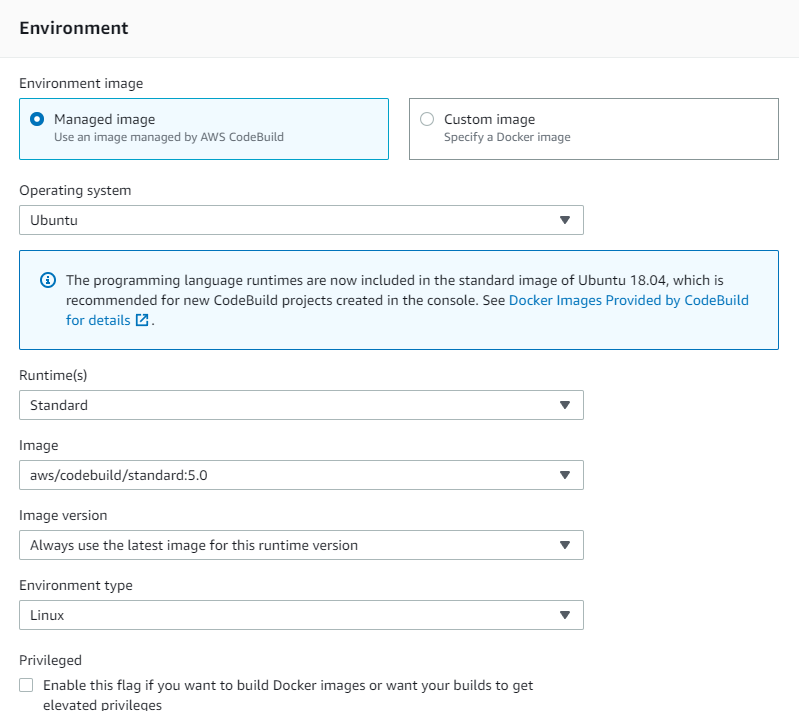 Environment
Environment image
Managed image
Use an image managed by AWS CodeBuild
Custom image
Specify a Docker image
Operating system
Ubuntu
The programming language runtimes are now included in the standard image of Ubuntu 18.04, which is
recommended for new CodeBuild projects created in the console. See Docker Images Provided by CodeBuild
for details .
Runtime(s)
Standard
Image
aws/codebuild/standard:5.0
Image version
Always use the latest image for this runtime version
Environment type
Linux
Privileged
Enable this flag if you want to build Docker images or want your builds to get
elevated privileges